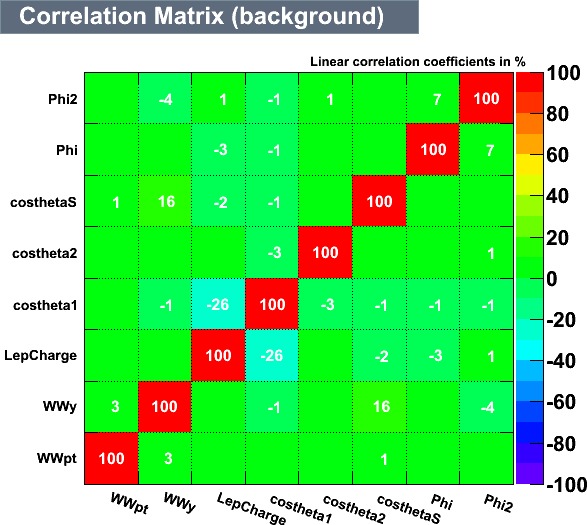 Correlation Matrix (background)
Linear correlation coefficients in %
Phi2 -4 1 -1 1 7 100
Phi -3 -1 100 7
costhetaS 1 16 -2 -1 100
costheta2 -3 100 1
costheta1 -1 -26 100 -3 -1 -1 -1
LepCharge 100 -26 -2 -3 1
WWy 3 100 -1 16 -4
WWpt 100 3 1
WWpt WWy LepCharge costheta1 costheta2 costhetaS Phi Phi2
100
80
60
40
20
0
-20
-40
-60
-80
-100